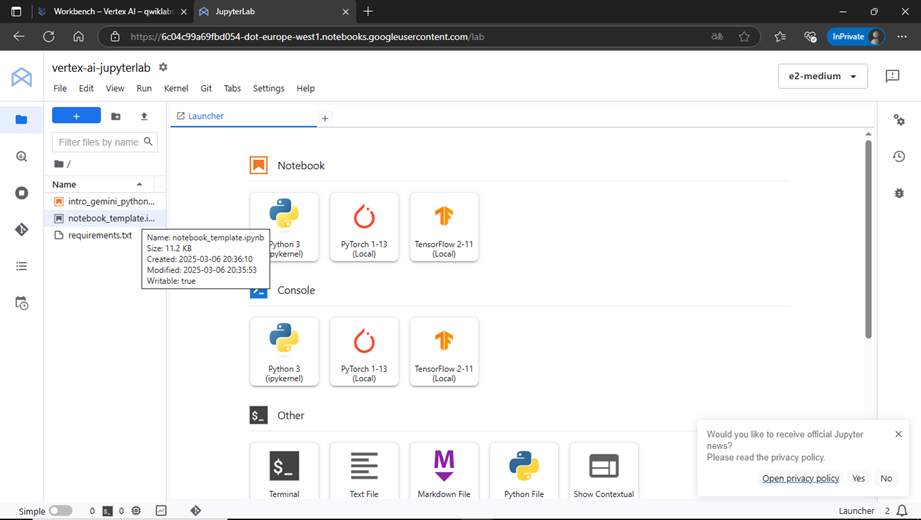 Workbench – Vertex AI – qwiklabs
JupyterLab
https://6c04c99a69fbd054-dot-europe-west1.notebooks.googleusercontent.com/lab
InPrivate
vertex-ai-jupyterlab
e2-medium
File Edit View Run Kernel Git Tabs Settings Help
Launcher
Filter files by name
/
Name
intro_gemini_python...
notebook_template.i...
requirements.txt
Name: notebook_template.ipynb
Size: 11.2 KB
Created: 2025-03-06 20:36:10
Modified: 2025-03-06 20:35:53
Writable: true
Notebook
Python 3
(ipykernel)
PyTorch 1-13
(Local)
TensorFlow 2-11
(Local)
Console
Python 3
(ipykernel)
PyTorch 1-13
(Local)
TensorFlow 2-11
(Local)
$_ Other
$_
Terminal
Text File
M
Markdown File
Python File
Show Contextual
Would you like to receive official Jupyter
news?
Please read the privacy policy.
Open privacy policy Yes No
Simple 0 $_ 0 Launcher 2